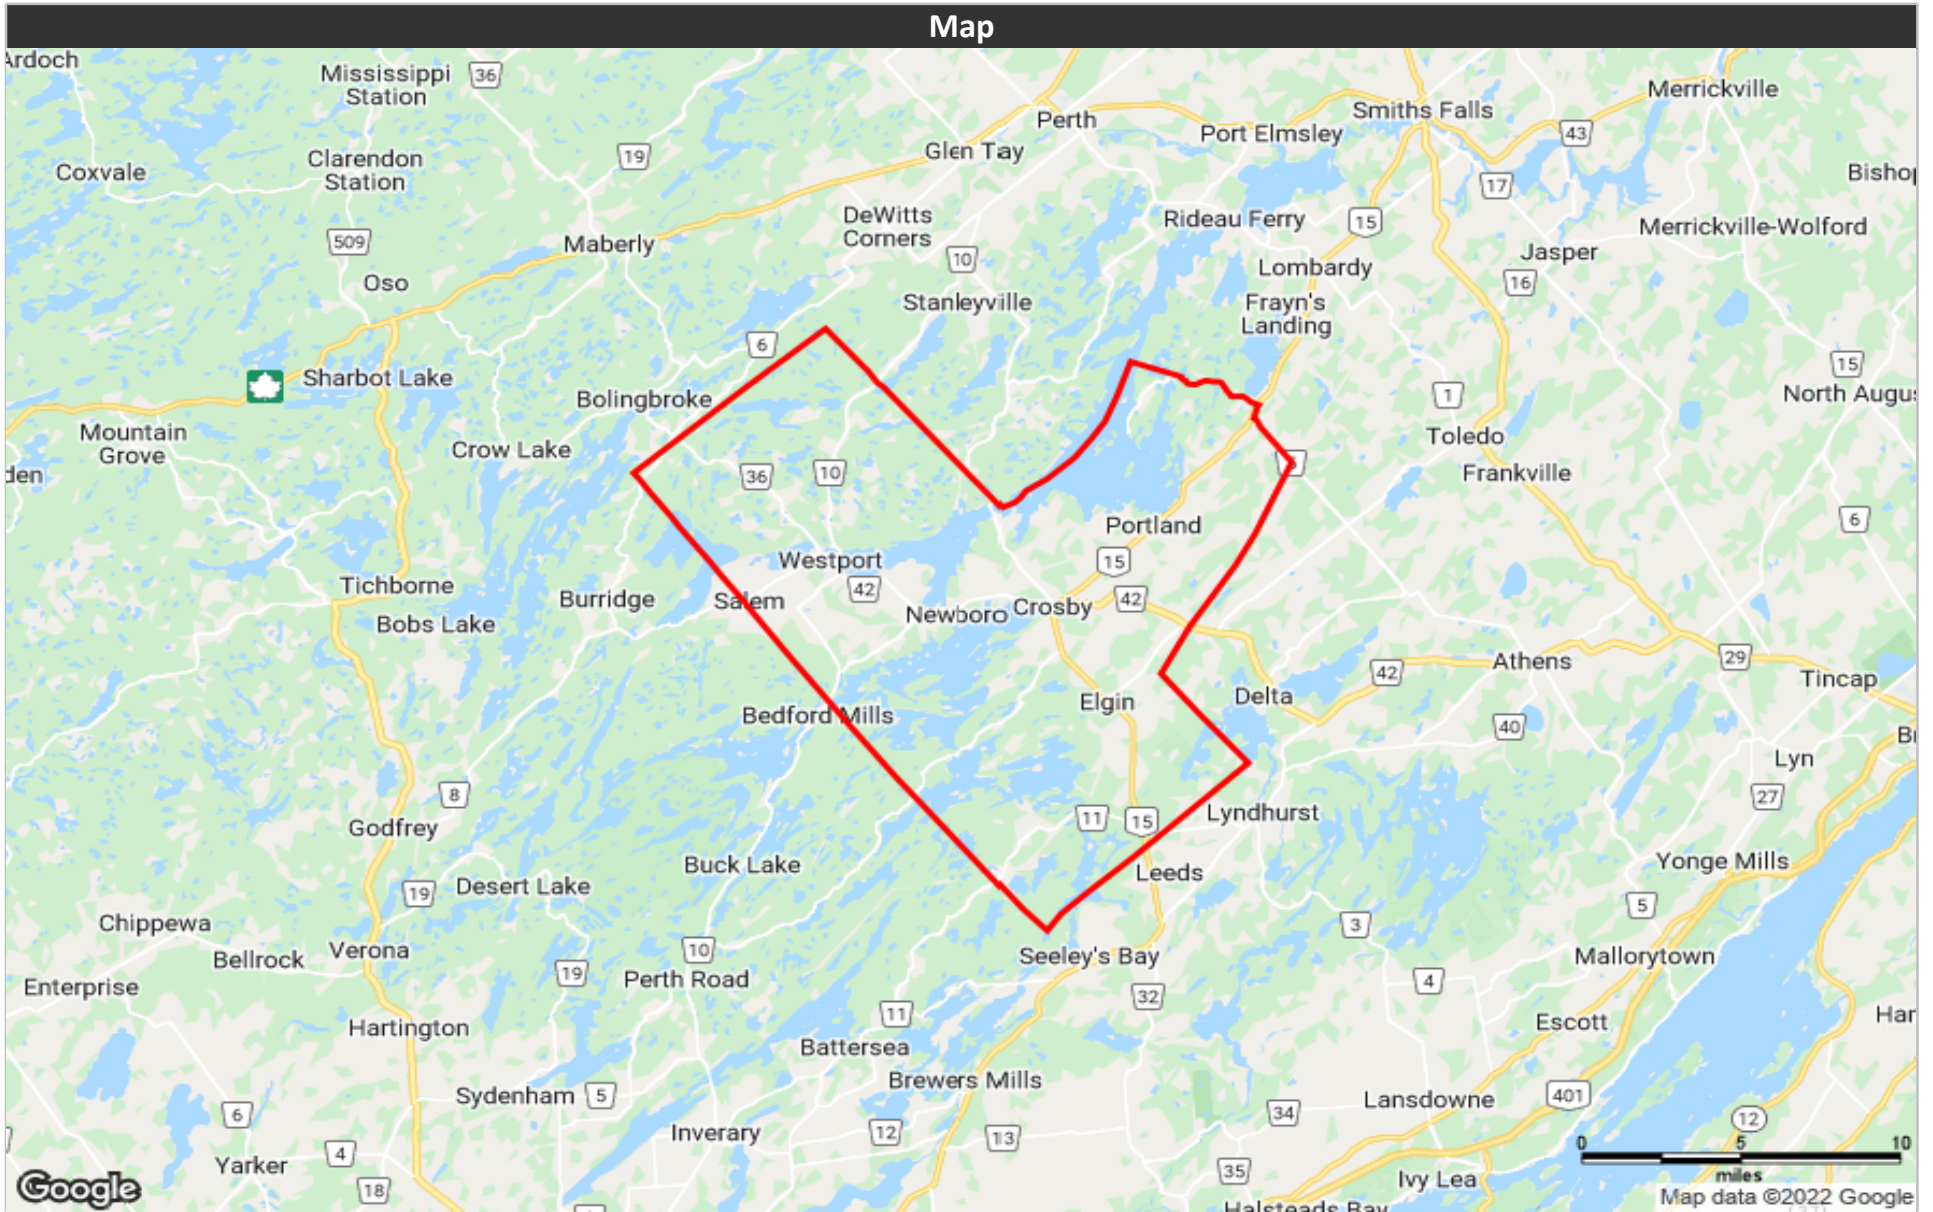 Map
Ardoch
Mississippi
Station
36
Merrickville
Perth
Smiths Falls
Port Elmsley
43
Glen Tay
19
Clarendon
Station
Coxvale
17
DeWitts
Corners
Rideau Ferry
15
Merrickville-Wolford
509
Maberly
10
Jasper
Lombardy
16
Oso
Stanleyville
Frayn's
Landing
6
15
Sharbot Lake
North Augus
Bolingbroke
1
Mountain
Grove
Crow Lake
Toledo
36
10
Frankville
den
6
Portland
15
Westport
42
Tichborne
Burridge
Salem
42
Newboro
Crosby
Bobs Lake
Athens
29
42
Tincap
Elgin
Delta
Bedford Mills
40
Lyn
8
27
Godfrey
11
15
Lyndhurst
Buck Lake
Leeds
Yonge Mills
19
Desert Lake
5
Chippewa
3
Verona
10
Bellrock
Seeley's Bay
Mallorytown
19
Perth Road
4
Enterprise
32
11
Escott
Hartington
Battersea
Brewers Mills
Sydenham
5
Lansdowne
401
6
34
12
Inverary
12
13
4
Yarker
35
18
Ivy Lea
Halsteads Bay
0 5 10
miles
Google
Map data ©2022 Google